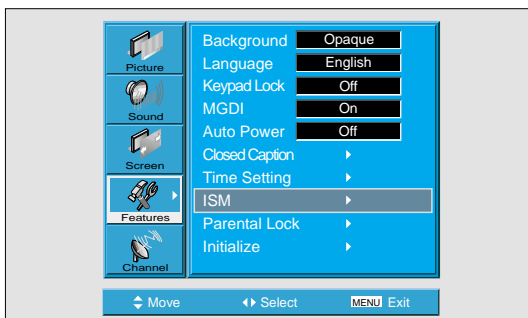 Picture
Sound
Screen
Features
Channel
Background Opaque
Language English
Keypad Lock Off
MGDI On
Auto Power Off
Closed Caption
Time Setting
ISM
Parental Lock
Initialize
Move Select MENU Exit